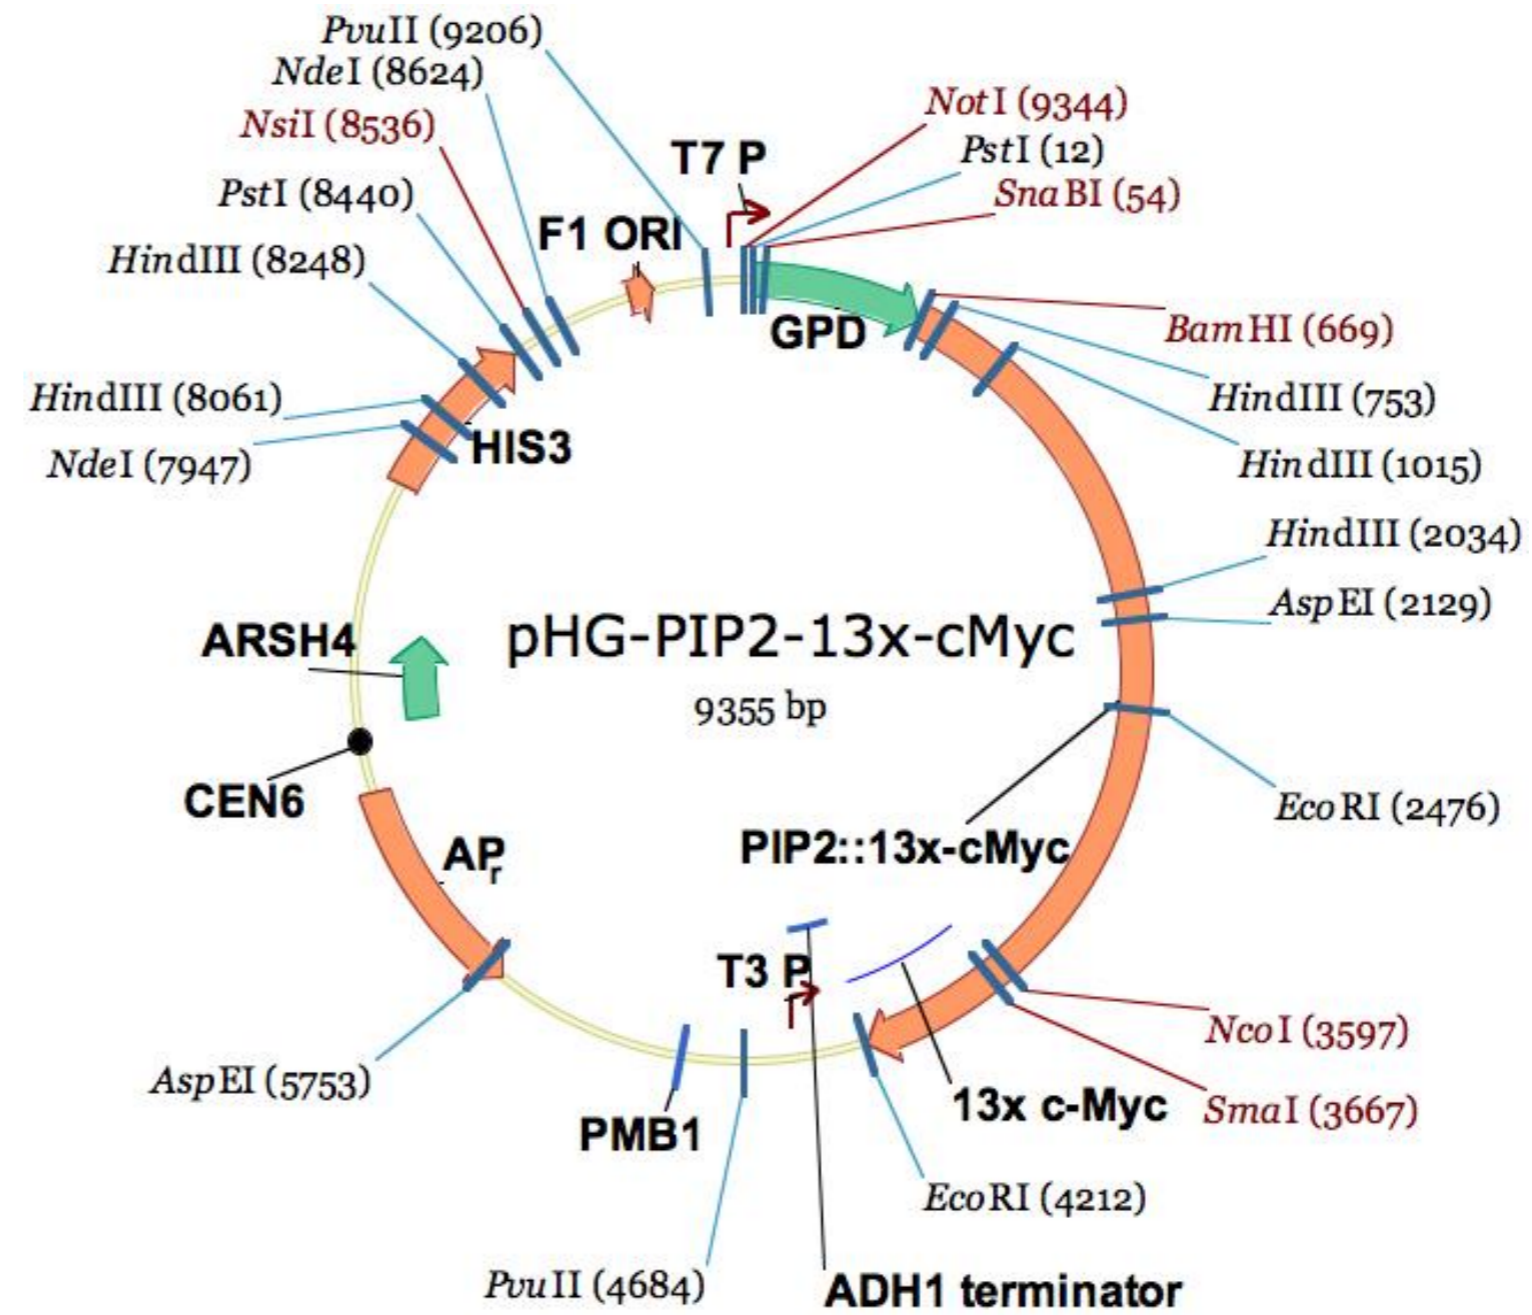 PvuII (9206)
NdeI (8624)
NsiI (8536)
PstI (8440)
HindIII (8248)
HindIII (8061)
NdeI (7947)
T7 P
F1 ORI
NotI (9344)
PstI (12)
SnaBI (54)
GPD
BamHI (669)
HindIII (753)
HindIII (1015)
HIS3
HindIII (2034)
AspEI (2129)
ARSH4
pHG-PIP2-13x-cMyc
9355 bp
CEN6
EcoRI (2476)
PIP2::13x-cMyc
APr
T3 P
NcoI (3597)
SmaI (3667)
AspEI (5753)
13x c-Myc
PMB1
EcoRI (4212)
PvuII (4684)
ADH1 terminator